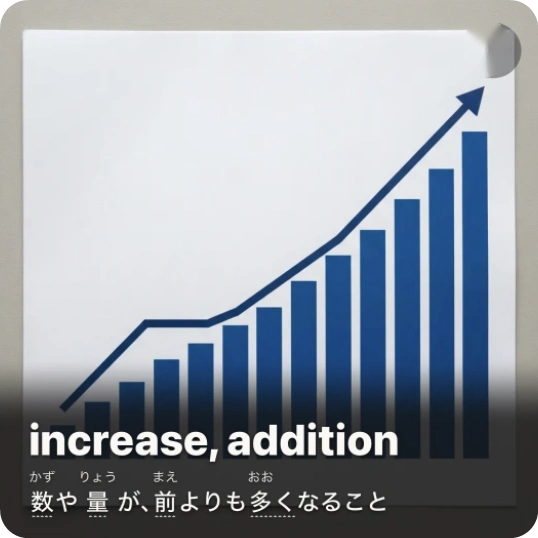 increase, addition
かず りょう まえ おお
数や量が、前よりも多くなること